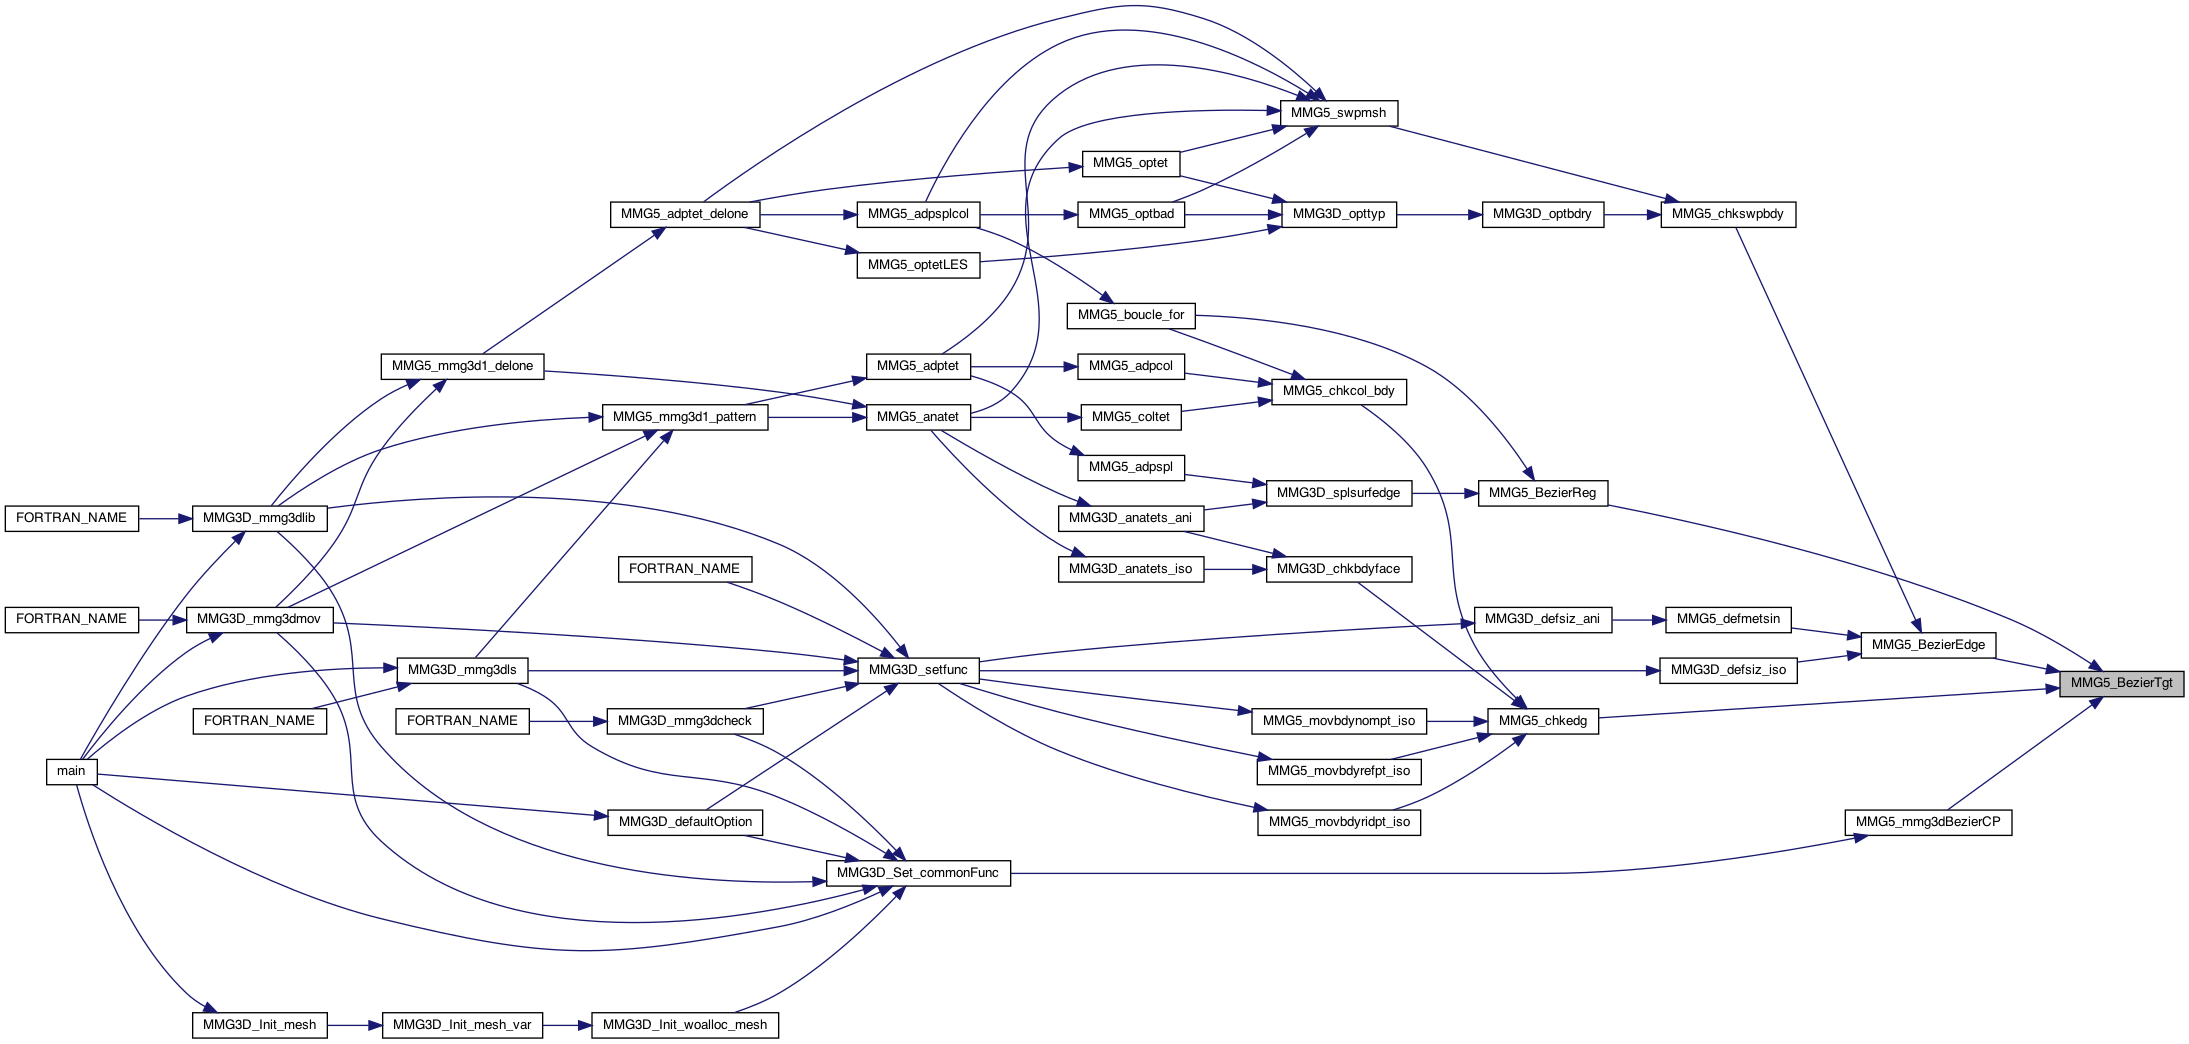 MMG5_swpmsh
MMG5_optet
MMG5_adptet_delone
MMG5_adpsplcol
MMG5_optbad
MMG3D_opttyp
MMG3D_optbdry
MMG5_chkswpbdy
MMG5_optetLES
MMG5_boucle_for
MMG5_mmg3d1_delone
MMG5_adptet
MMG5_adpcol
MMG5_chkcol_bdy
MMG5_mmg3d1_pattern
MMG5_anatet
MMG5_coltet
MMG5_adpspl
MMG3D_splsurfedge
MMG5_BezierReg
FORTRAN_NAME
MMG3D_mmg3dlib
MMG3D_anatets_ani
FORTRAN_NAME
MMG3D_anatets_iso
MMG3D_chkbdyface
FORTRAN_NAME
MMG3D_mmg3dmov
MMG3D_defsiz_ani
MMG5_defmetsin
MMG5_BezierEdge
MMG3D_mmg3dls
MMG3D_setfunc
MMG3D_defsiz_iso
MMG5_BezierTgt
FORTRAN_NAME
FORTRAN_NAME
MMG3D_mmg3dcheck
MMG5_movbdynompt_iso
MMG5_chkedg
main
MMG5_movbdyrefpt_iso
MMG3D_defaultOption
MMG5_movbdyridpt_iso
MMG5_mmg3dBezierCP
MMG3D_Set_commonFunc
MMG3D_Init_mesh
MMG3D_Init_mesh_var
MMG3D_Init_woalloc_mesh